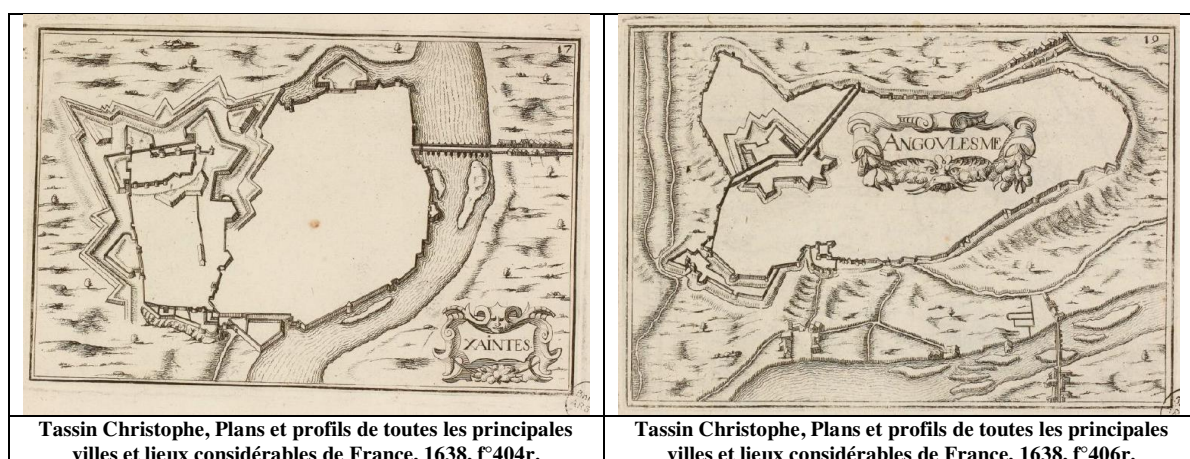 17
XAINTES
Tassin Christophe, Plans et profils de toutes les principales
villes et lieux considérables de France, 1638, f°404r.
19
ANGOVLESME
Tassin Christophe, Plans et profils de toutes les principales
villes et lieux considérables de France, 1638, f°406r.